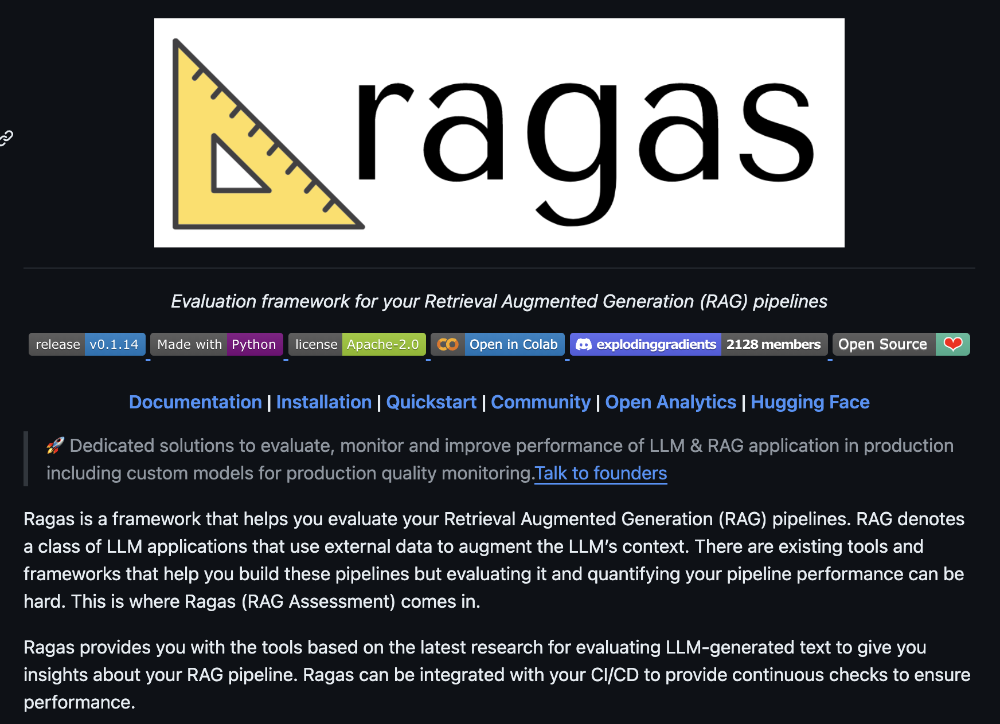 ragas
Evaluation framework for your Retrieval Augmented Generation (RAG) pipelines
release v0.1.14 Made with Python license Apache-2.0 Open in Colab explodinggradients 2128 members Open Source
Documentation | Installation | Quickstart | Community | Open Analytics | Hugging Face
🚀 Dedicated solutions to evaluate, monitor and improve performance of LLM & RAG application in production
including custom models for production quality monitoring.Talk to founders
Ragas is a framework that helps you evaluate your Retrieval Augmented Generation (RAG) pipelines. RAG denotes
a class of LLM applications that use external data to augment the LLM’s context. There are existing tools and
frameworks that help you build these pipelines but evaluating it and quantifying your pipeline performance can be
hard. This is where Ragas (RAG Assessment) comes in.
Ragas provides you with the tools based on the latest research for evaluating LLM-generated text to give you
insights about your RAG pipeline. Ragas can be integrated with your CI/CD to provide continuous checks to ensure
performance.